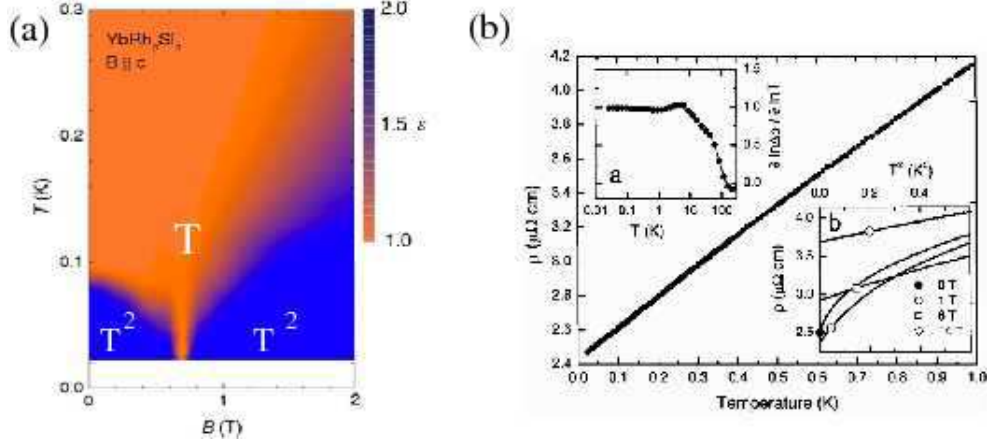 (a)
YbRh2Si2
B || c
T (K)
0.3
0.2
0.1
0.0
T
T2
T2
0
1
2
B (T)
2.0
1.5
1.0
ε
(b)
ρ (μΩ cm)
4.2
4.0
3.8
3.6
3.4
3.2
3.0
2.8
2.6
2.4
0.0 0.1 0.2 0.3 0.4 0.5 0.6 0.7 0.8 0.9 1.0
Temperature (K)
a
1.5
1.0
0.5
0.0
0.01 0.1 1 10 100
T (K)
T2 (K2)
0.0 0.2 0.4
b
ρ (μΩ cm)
4.0
3.5
3.0
2.5
0 T
1 T
6 T